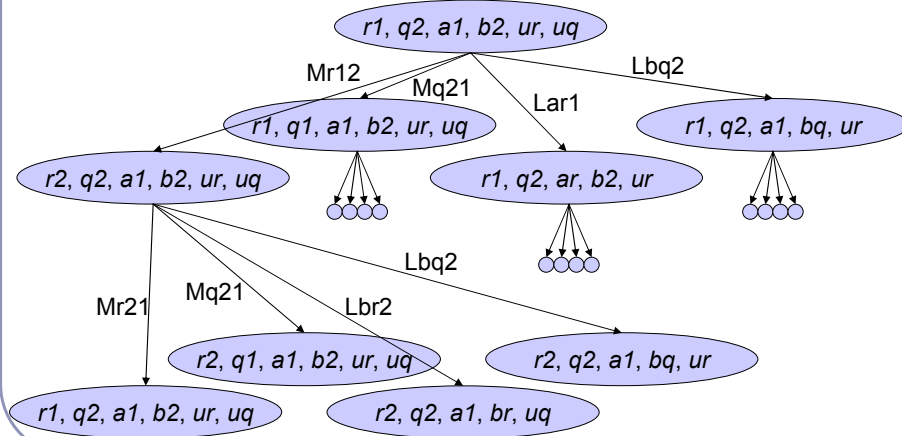 r1, q2, a1, b2, ur, uq
Mr12
Mq21
Lar1
Lbq2
r1, q1, a1, b2, ur, uq
r1, q2, a1, bq, ur
r2, q2, a1, b2, ur, uq
r1, q2, ar, b2, ur
Mr21
Mq21
Lbr2
Lbq2
r2, q1, a1, b2, ur, uq
r2, q2, a1, bq, ur
r1, q2, a1, b2, ur, uq
r2, q2, a1, br, uq